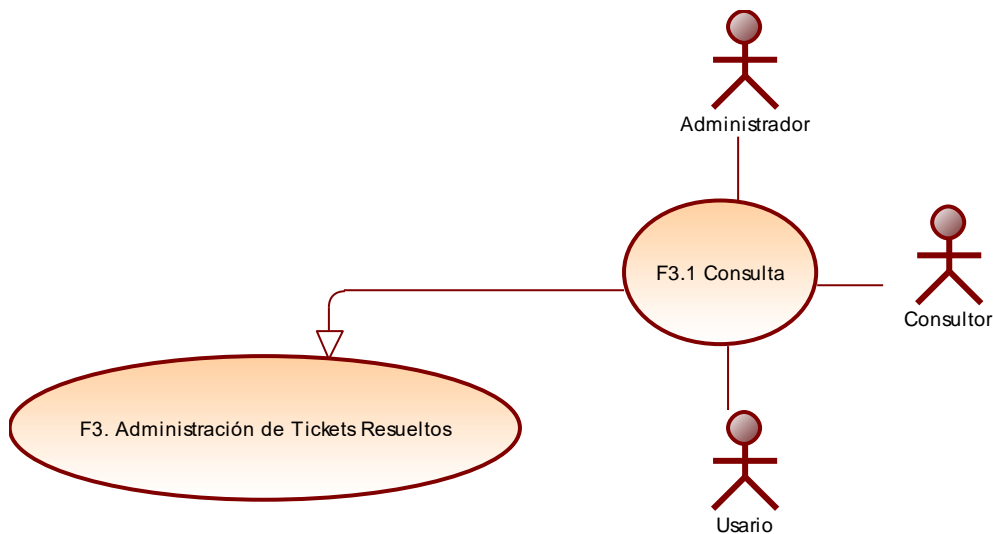 Administrador
F3.1 Consulta
Consultor
F3. Administración de Tickets Resueltos
Usario